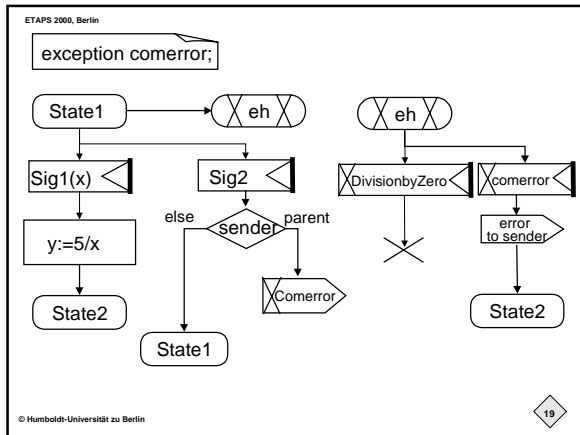 ETAPS 2000, Berlin
exception comerror;
State1
eh
eh
Sig1(x)
Sig2
DivisionbyZero
comerror
else
parent
sender
error
to sender
y:=5/x
Comerror
State2
State2
State1
© Humboldt-Universität zu Berlin
19